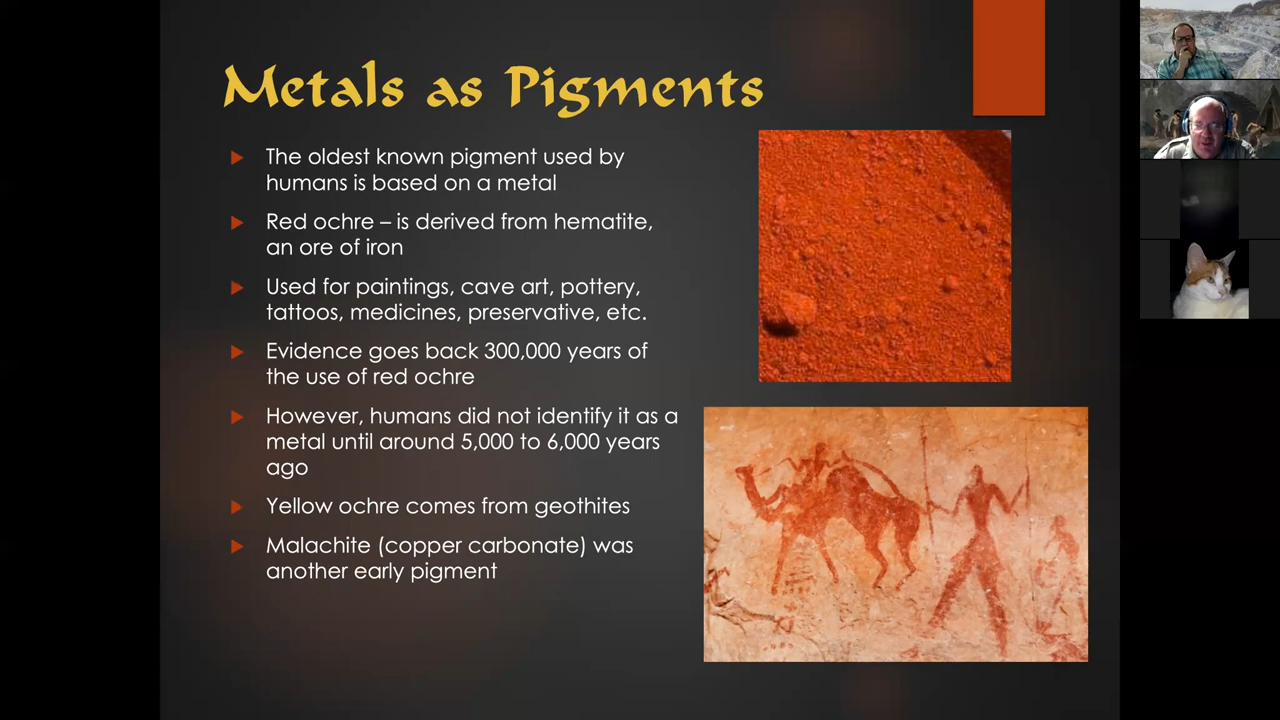 Metals as Pigments
The oldest known pigment used by
humans is based on a metal
Red ochre – is derived from hematite,
an ore of iron
Used for paintings, cave art, pottery,
tattoos, medicines, preservative, etc.
Evidence goes back 300,000 years of
the use of red ochre
However, humans did not identify it as a
metal until around 5,000 to 6,000 years
ago
Yellow ochre comes from geothites
Malachite (copper carbonate) was
another early pigment